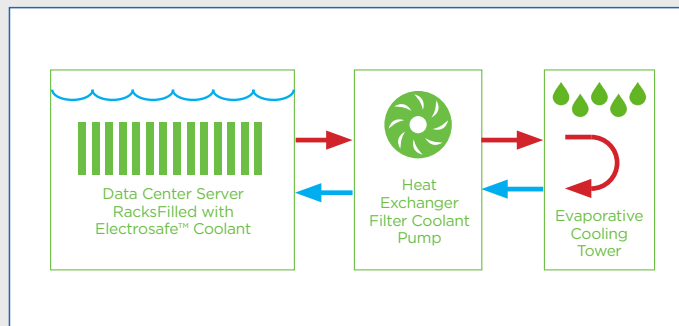 Data Center Server
RacksFilled with
Electrosafe™ Coolant
Heat
Exchanger
Filter Coolant
Pump
Evaporative
Cooling
Tower